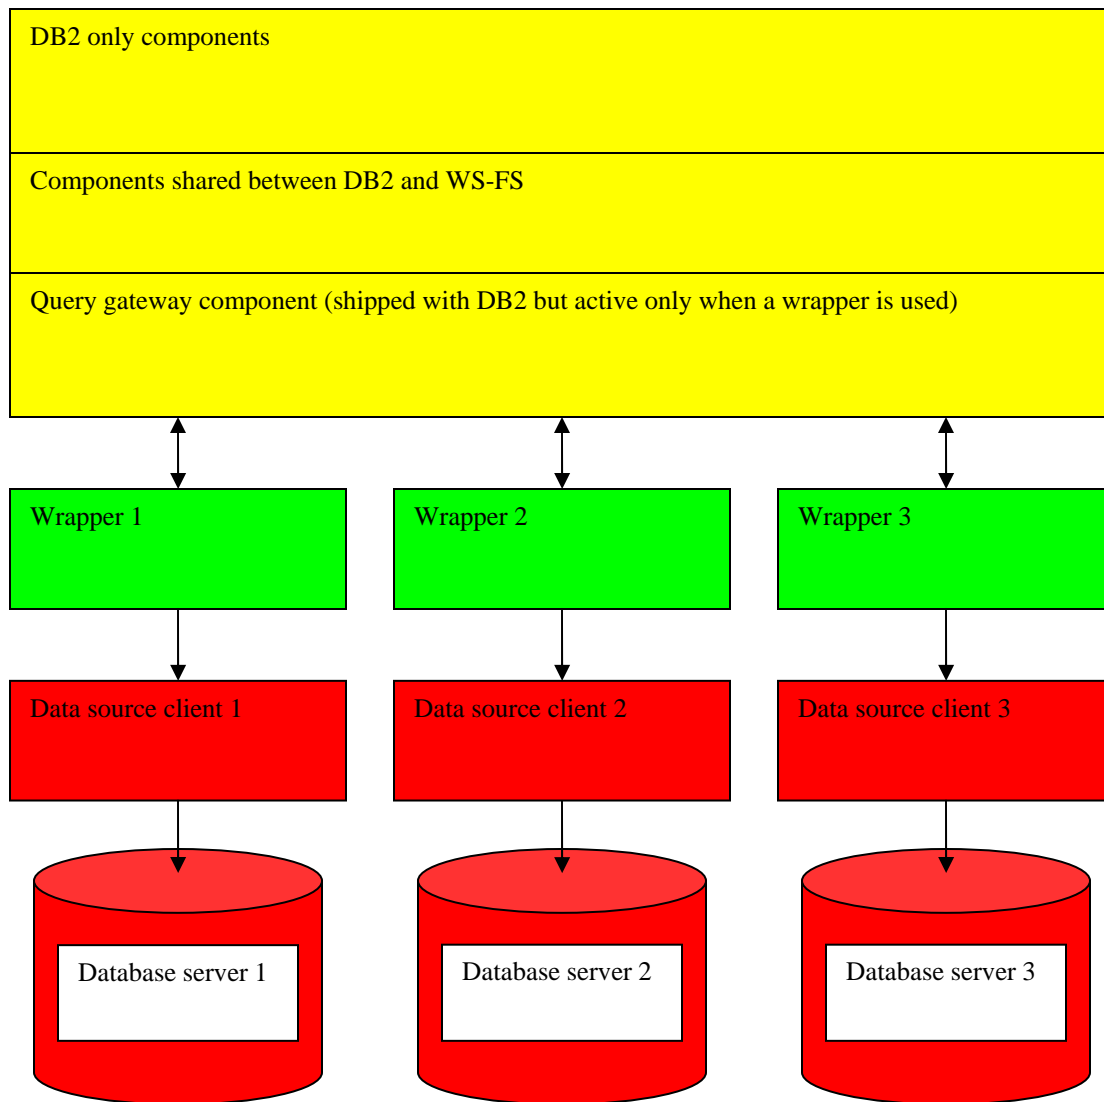 DB2 only components
Components shared between DB2 and WS-FS
Query gateway component (shipped with DB2 but active only when a wrapper is used)
Wrapper 1
Wrapper 2
Wrapper 3
Data source client 1
Data source client 2
Data source client 3
Database server 1
Database server 2
Database server 3